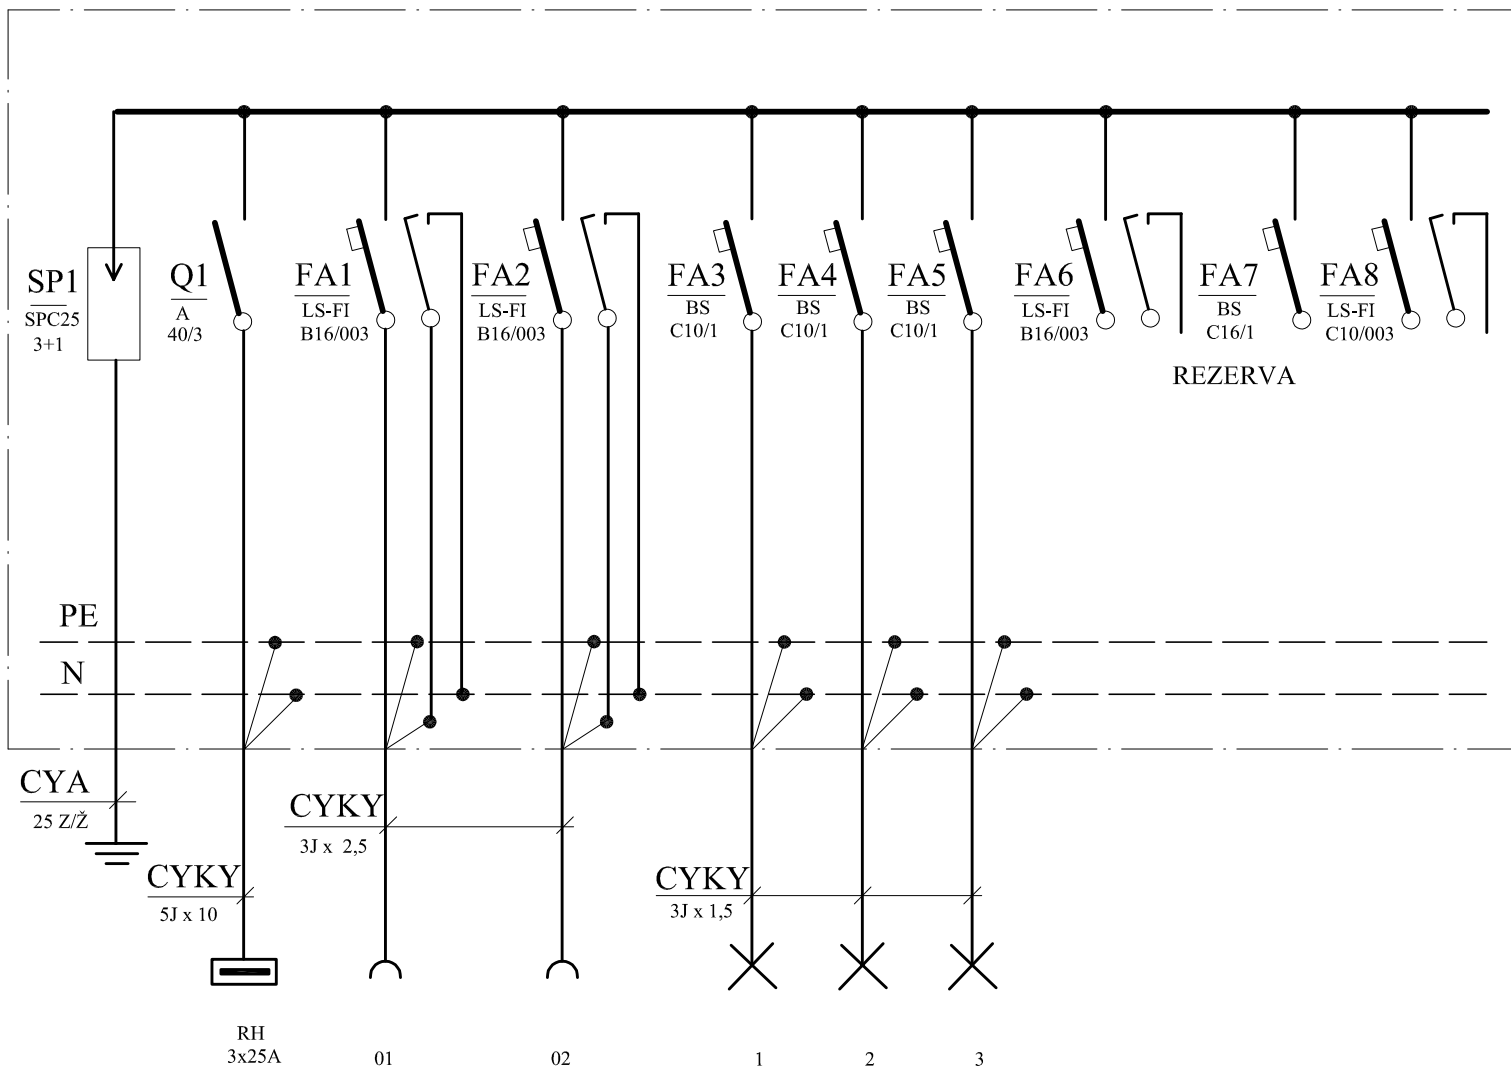 SP1
SPC25
3+1
Q1
A
40/3
FA1
LS-FI
B16/003
FA2
LS-FI
B16/003
FA3
BS
C10/1
FA4
BS
C10/1
FA5
BS
C10/1
FA6
LS-FI
B16/003
FA7
BS
C16/1
FA8
LS-FI
C10/003
REZERVA
PE
N
CYA
25 Z/Ž
CYKY
5J x 10
CYKY
3J x 2,5
CYKY
3J x 1,5
RH
3x25A
01
02
1
2
3